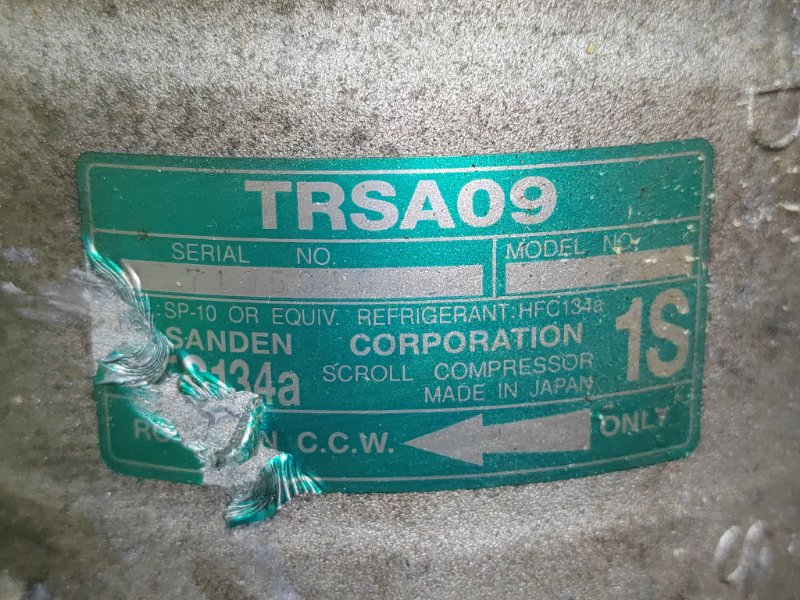 TRSA09
SERIAL NO. MODEL NO.
SP-10 OR EQUIV. REFRIGERANT:HFC134a
SANDEN CORPORATION 1S
134a SCROLL COMPRESSOR
MADE IN JAPAN
C.C.W. ONLY